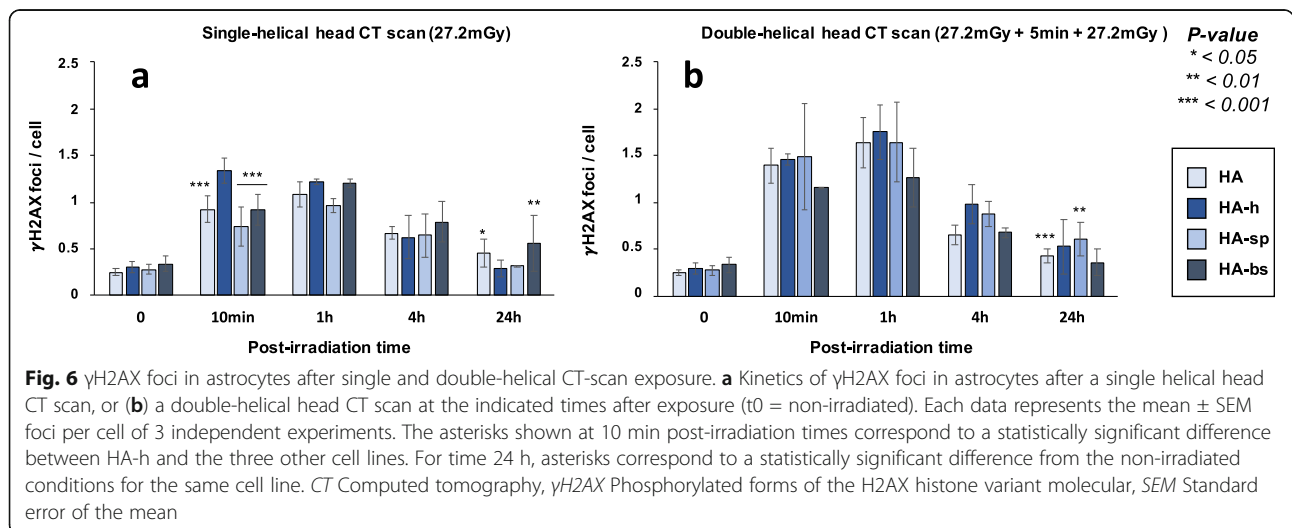 Single-helical head CT scan (27.2mGy)
Double-helical head CT scan (27.2mGy + 5min + 27.2mGy )
P-value
* < 0.05
** < 0.01
*** < 0.001
a
γH2AX foci / cell
2.5
2
1.5
1
0.5
0
***
***
*
**
0 10min 1h 4h 24h
Post-irradiation time
b
γH2AX foci / cell
2.5
2
1.5
1
0.5
0
***
**
0 10min 1h 4h 24h
Post-irradiation time
HA
HA-h
HA-sp
HA-bs
Fig. 6 γH2AX foci in astrocytes after single and double-helical CT-scan exposure. a Kinetics of γH2AX foci in astrocytes after a single helical head
CT scan, or (b) a double-helical head CT scan at the indicated times after exposure (t0 = non-irradiated). Each data represents the mean ± SEM
foci per cell of 3 independent experiments. The asterisks shown at 10 min post-irradiation times correspond to a statistically significant difference
between HA-h and the three other cell lines. For time 24 h, asterisks correspond to a statistically significant difference from the non-irradiated
conditions for the same cell line. CT Computed tomography, γH2AX Phosphorylated forms of the H2AX histone variant molecular, SEM Standard
error of the mean